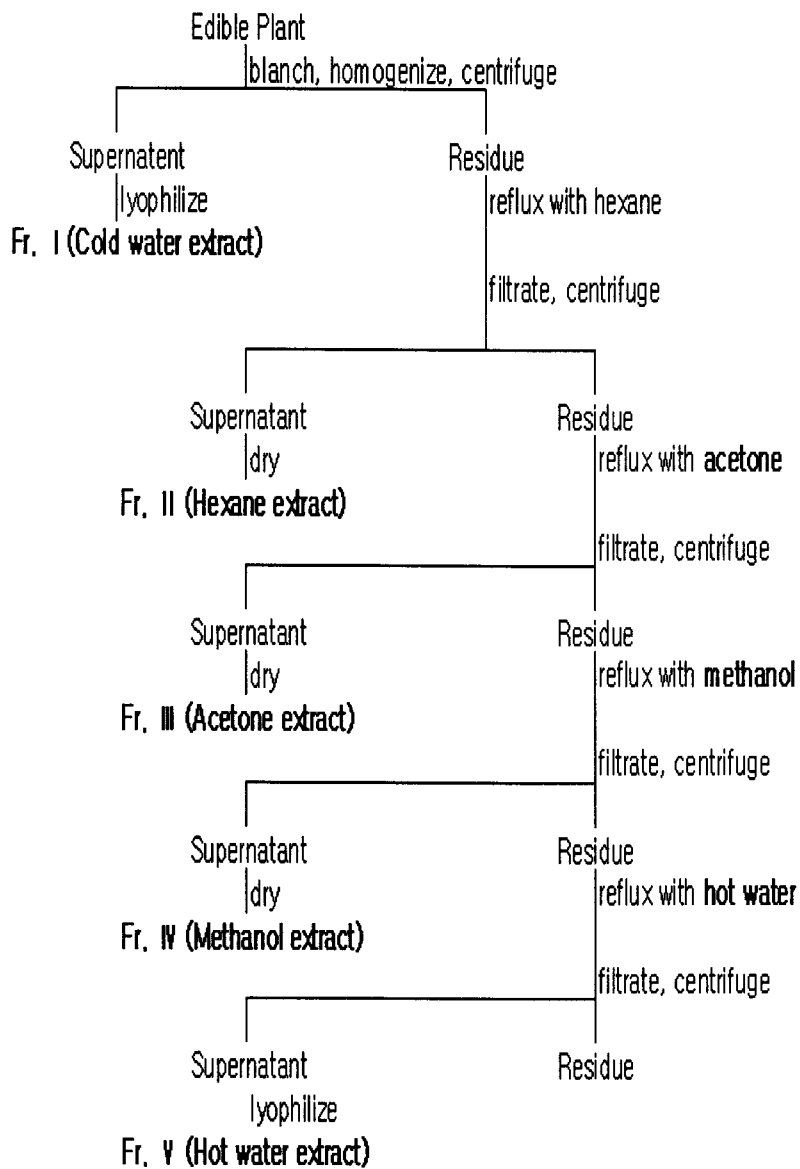 Edible Plant
blanch, homogenize, centrifuge
Supernatent
Residue
lyophilize
reflux with hexane
Fr. I (Cold water extract)
filtrate, centrifuge
Supernatant
Residue
dry
reflux with acetone
Fr. II (Hexane extract)
filtrate, centrifuge
Supernatant
Residue
dry
reflux with methanol
Fr. III (Acetone extract)
filtrate, centrifuge
Supernatant
Residue
dry
reflux with hot water
Fr. IV (Methanol extract)
filtrate, centrifuge
Supernatant
Residue
lyophilize
Fr. V (Hot water extract)